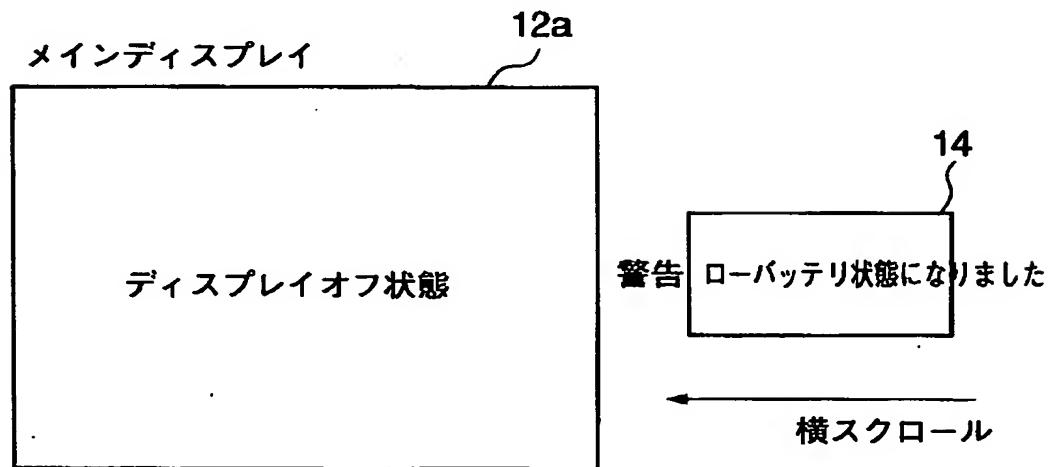 12a
メインディスプレイ
14
ディスプレイオフ状態
警告 ローバッテリ状態になりました
横スクロール